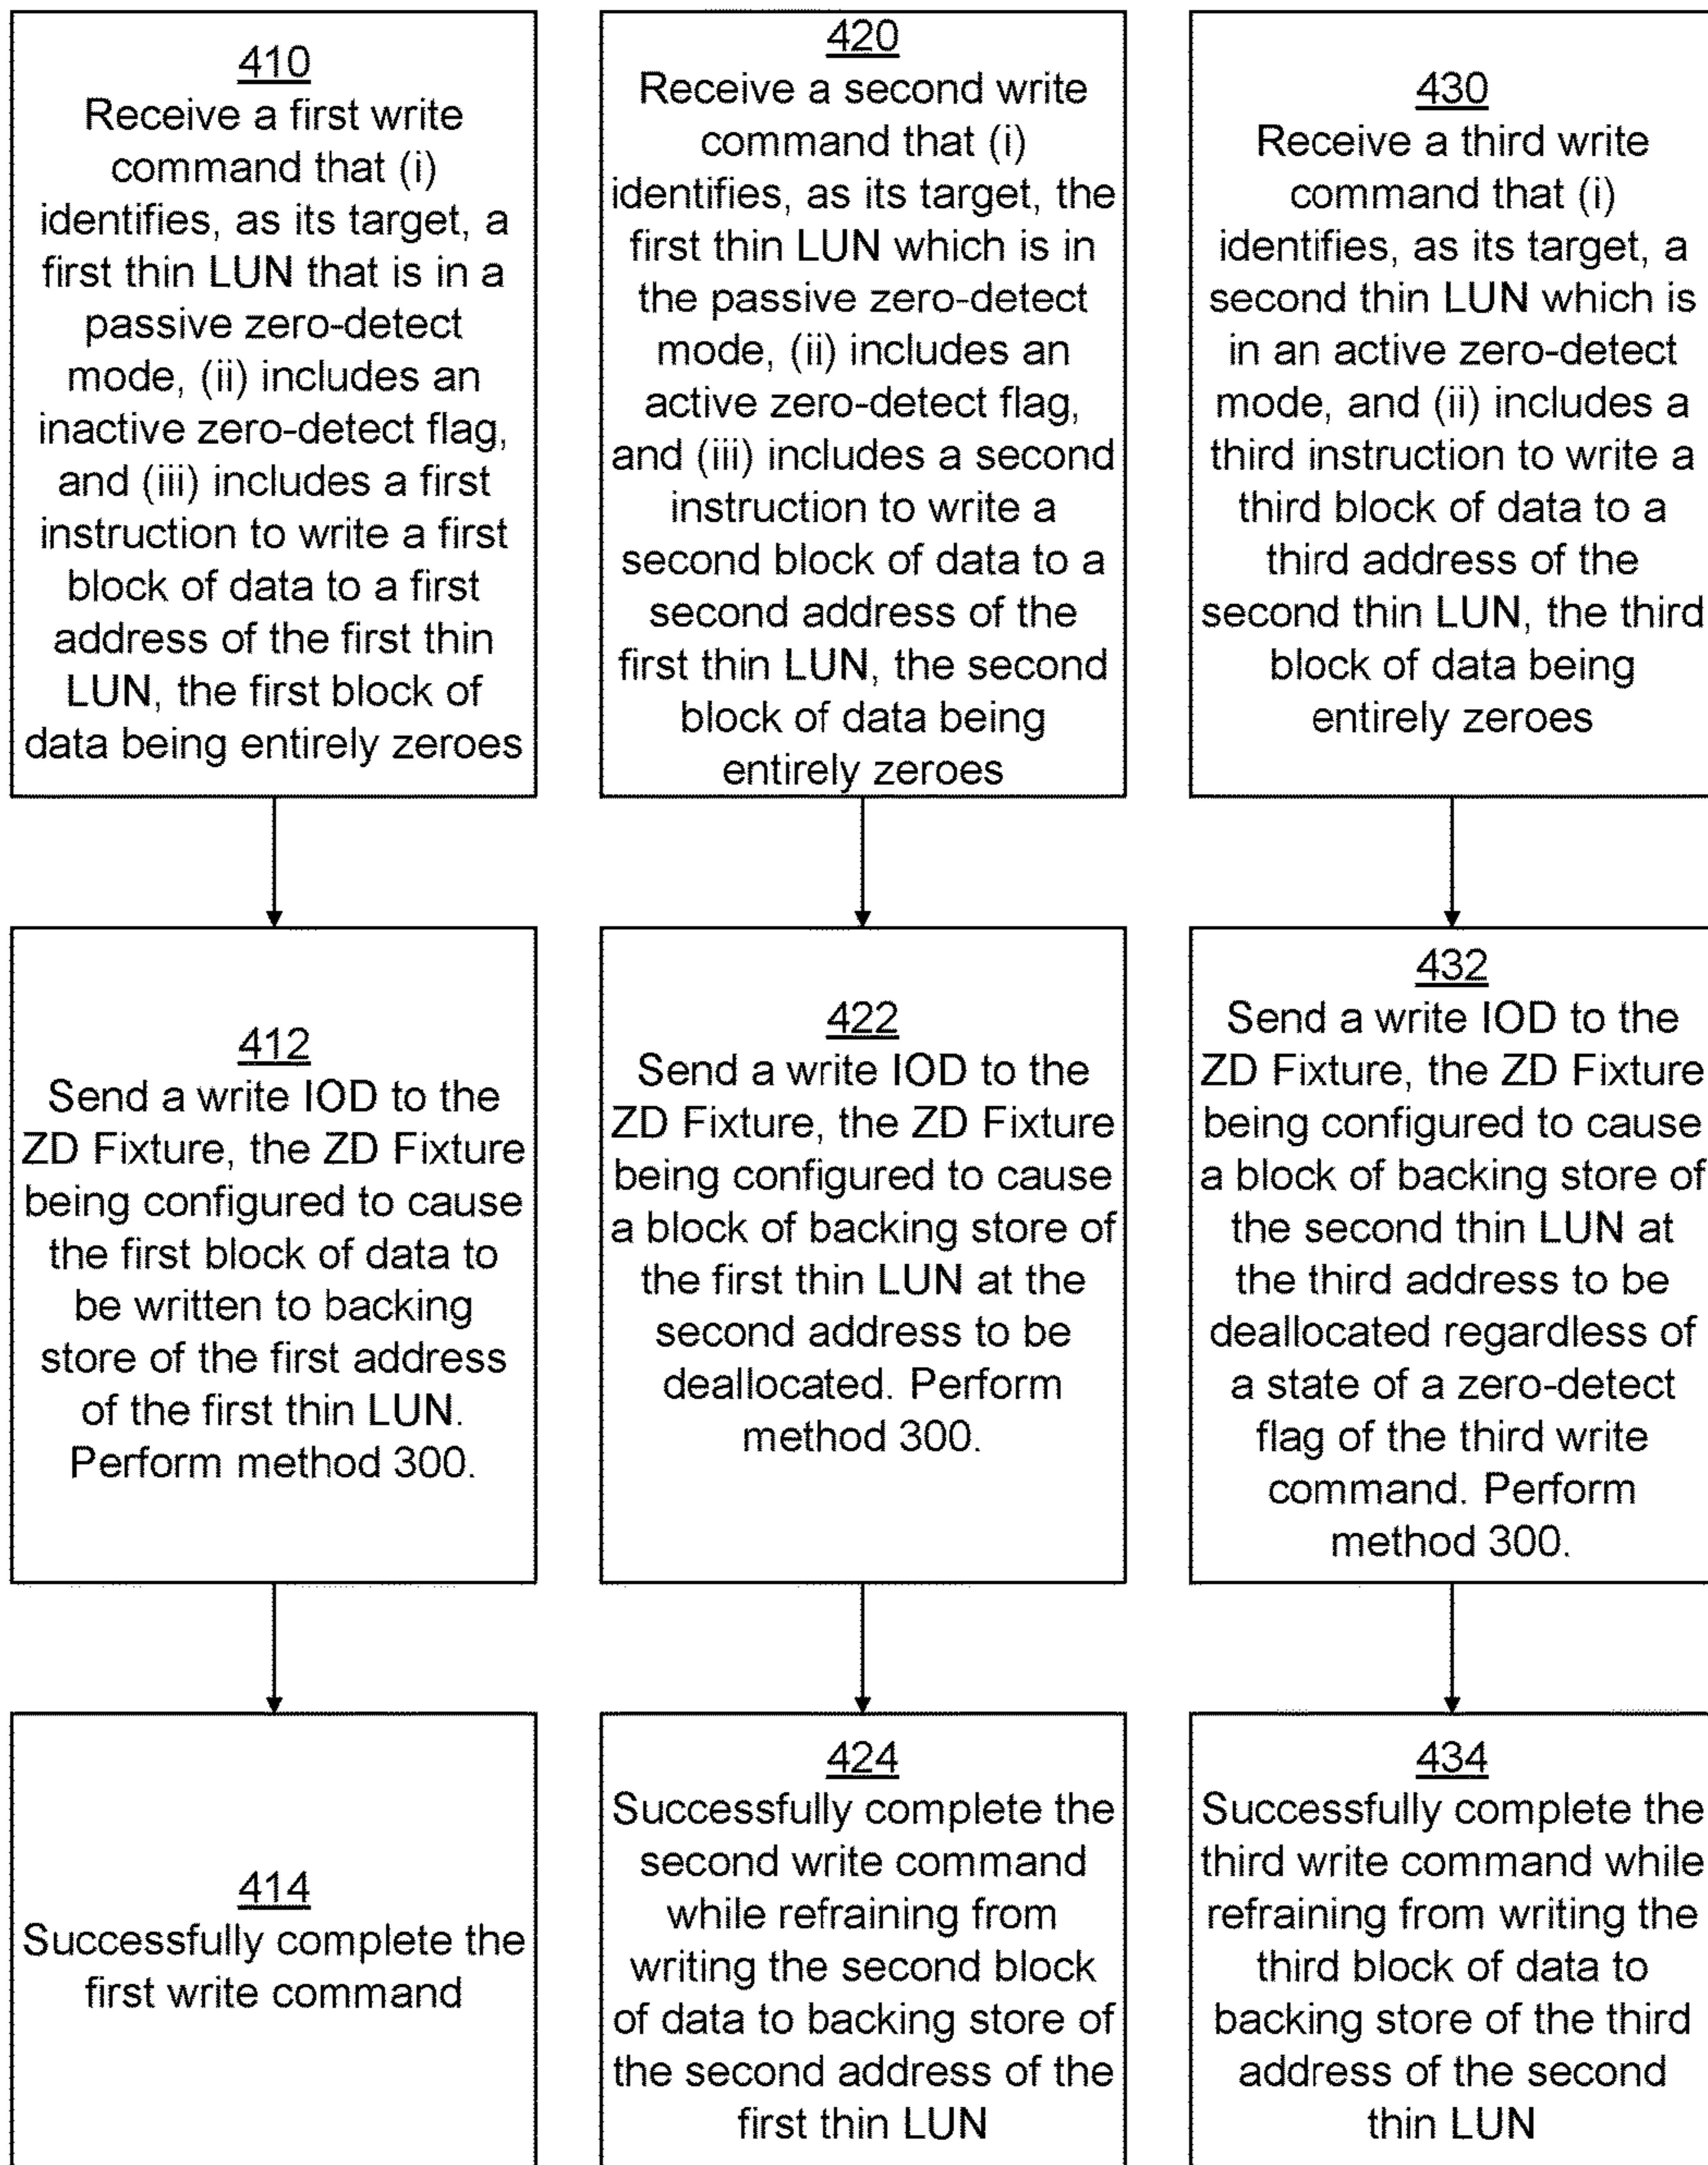 410
Receive a first write
command that (i)
identifies, as its target, a
first thin LUN that is in a
passive zero-detect
mode, (ii) includes an
inactive zero-detect flag,
and (iii) includes a first
instruction to write a first
block of data to a first
address of the first thin
LUN, the first block of
data being entirely zeroes
412
Send a write IOD to the
ZD Fixture, the ZD Fixture
being configured to cause
the first block of data to
be written to backing
store of the first address
of the first thin LUN.
Perform method 300.
414
Successfully complete the
first write command
420
Receive a second write
command that (i)
identifies, as its target, the
first thin LUN which is in
the passive zero-detect
mode, (ii) includes an
active zero-detect flag,
and (iii) includes a second
instruction to write a
second block of data to a
second address of the
first thin LUN, the second
block of data being
entirely zeroes
422
Send a write IOD to the
ZD Fixture, the ZD Fixture
being configured to cause
a block of backing store of
the first thin LUN at the
second address to be
deallocated. Perform
method 300.
424
Successfully complete the
second write command
while refraining from
writing the second block
of data to backing store of
the second address of the
first thin LUN
430
Receive a third write
command that (i)
identifies, as its target, a
second thin LUN which is
in an active zero-detect
mode, and (ii) includes a
third instruction to write a
third block of data to a
third address of the
second thin LUN, the third
block of data being
entirely zeroes
432
Send a write IOD to the
ZD Fixture, the ZD Fixture
being configured to cause
a block of backing store of
the second thin LUN at
the third address to be
deallocated regardless of
a state of a zero-detect
flag of the third write
command. Perform
method 300.
434
Successfully complete the
third write command while
refraining from writing the
third block of data to
backing store of the third
address of the second
thin LUN